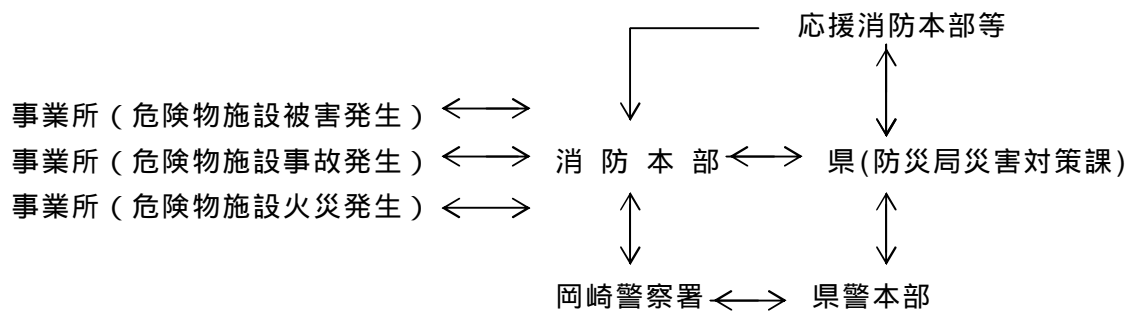 応援消防本部等
事業所（危険物施設被害発生）
事業所（危険物施設事故発生） 消 防 本 部 県(防災局災害対策課)
事業所（危険物施設火災発生）
岡崎警察署 県警本部